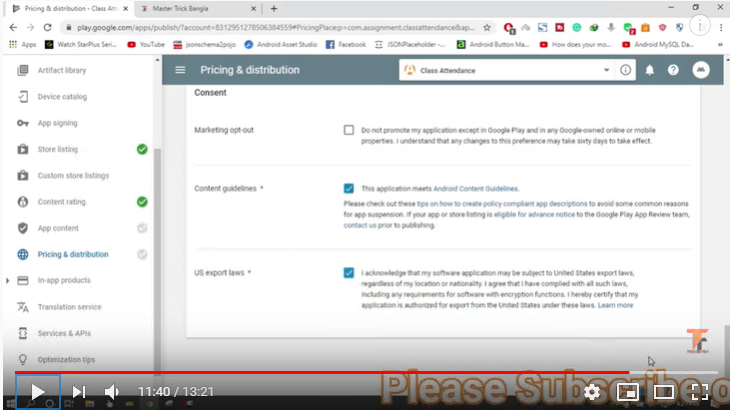 Pricing & distribution - Class Att
Master Trick Bangla
play.google.com/apps/publish/?account=8312951278506384559#PricingPlace:p=com.assignment.classattendance&ap...
Apps
Watch StarPlus Seri...
YouTube
jsonschema2pojo
Android Asset Studio
Facebook
JSONPlaceholder -...
Android Button Ma...
How does your mo...
Android MySQL Da...
Artifact library
Device catalog
App signing
Store listing
Custom store listings
Content rating
App content
Pricing & distribution
In-app products
Translation service
Services & APIs
Optimization tips
Pricing & distribution
Class Attendance
Consent
Marketing opt-out
Do not promote my application except in Google Play and in any Google-owned online or mobile
properties. I understand that any changes to this preference may take sixty days to take effect.
Content guidelines *
This application meets Android Content Guidelines.
Please check out these tips on how to create policy compliant app descriptions to avoid some common reasons
for app suspension. If your app or store listing is eligible for advance notice to the Google Play App Review team,
contact us prior to publishing.
US export laws *
I acknowledge that my software application may be subject to United States export laws,
regardless of my location or nationality. I agree that I have complied with all such laws,
including any requirements for software with encryption functions. I hereby certify that my
application is authorized for export from the United States under these laws. Learn more
Please Subscribe o
11:40 / 13:21